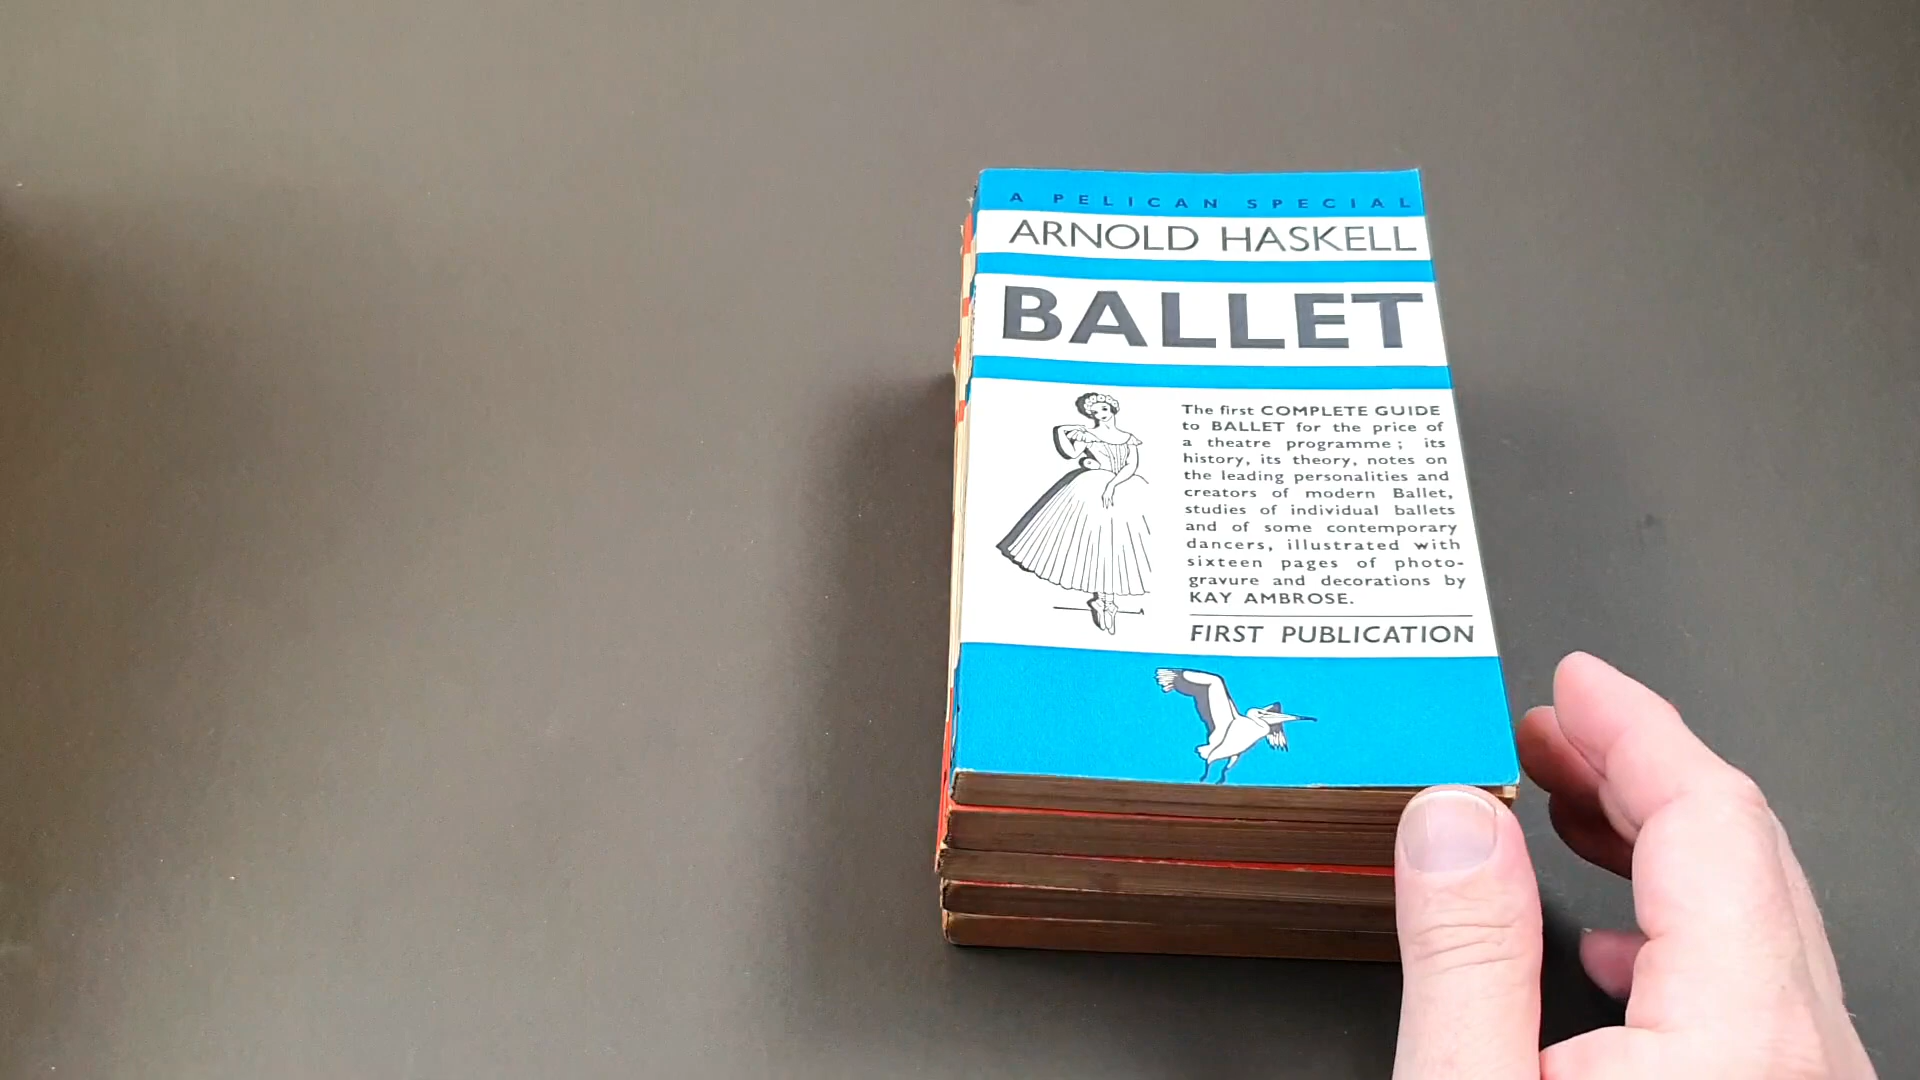 A PELICAN SPECIAL
ARNOLD HASKELL
BALLET
The first COMPLETE GUIDE
to BALLET for the price of
a theatre programme; its
history, its theory, notes on
the leading personalities and
creators of modern Ballet,
studies of individual ballets
and of some contemporary
dancers, illustrated with
sixteen pages of photo-
gravure and decorations by
KAY AMBROSE.
FIRST PUBLICATION